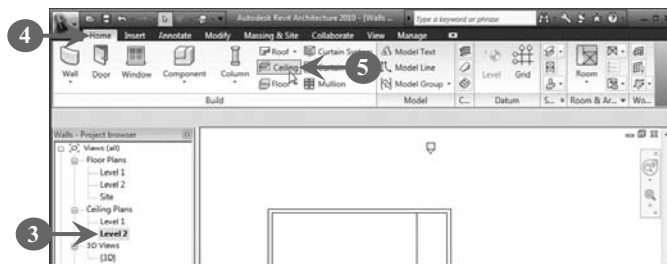 Autodesk Revit Architecture 2010 - [Walls ... Type a keyword or phrase
4 Home Insert Annotate Modify Massing & Site Collaborate View Manage
Roof Curtain System Model Text
Wall Door Window Component Column Ceiling 5 Model Line Level Grid Room
Floor Mullion Model Group
Build Model C... Datum S... Room & Ar... Wo...
Walls - Project browser
Views (all)
Floor Plans
Level 1
Level 2
Site
Ceiling Plans
Level 1
3 Level 2
3D Views
{3D}